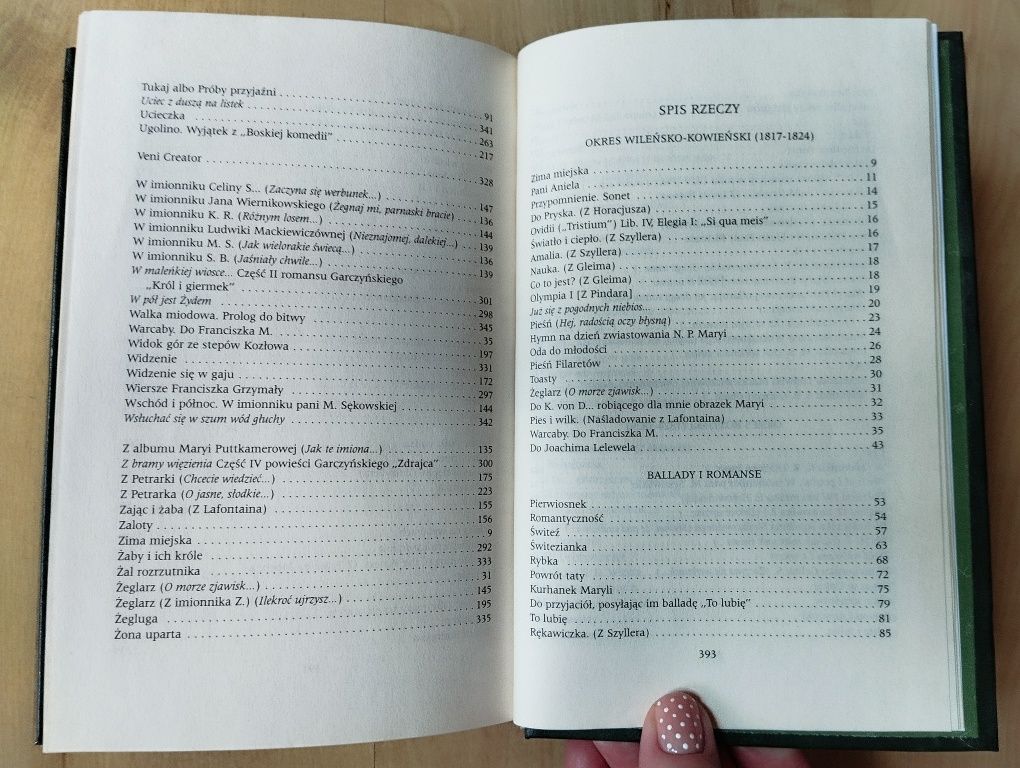 Tukaj albo Próby przyjaźni . . . . . 91
Uciec z duszą na listek . . . . . 341
Ucieczka . . . . . 263
Ugolino. Wyjątek z „Boskiej komedii” . . . . . 217
Veni Creator . . . . . 328
W imionniku Celiny S... (Zaczyna się werbunek...) . . . . . 147
W imionniku Jana Wiernikowskiego (Żegnaj mi, parnaski bracie) . . . . . 136
W imionniku K. R. (Różnym losem...) . . . . . 144
W imionniku Ludwiki Mackiewiczównej (Nieznajomej, dalekiej...) . . . . . 139
W imionniku M. S. (Jak wielorakie świecą...) . . . . . 136
W imionniku S. B. (Jaśniały chwile...) . . . . . 139
W maleńkiej wiosce... Część II romansu Garczyńskiego
„Król i giermek” . . . . . 301
W pół jest Żydem . . . . . 298
Walka miodowa. Prolog do bitwy . . . . . 345
Warcaby. Do Franciszka M. . . . . . 35
Widok gór ze stepów Kozłowa . . . . . 197
Widzenie . . . . . 331
Widzenie się w gaju . . . . . 172
Wiersze Franciszka Grzymały . . . . . 297
Wschód i północ. W imionniku pani M. Sękowskiej . . . . . 144
Wsłuchać się w szum wód głuchy . . . . . 342
Z albumu Maryi Puttkamerowej (Jak te imiona...) . . . . . 135
Z bramy więzienia Część IV powieści Garczyńskiego „Zdrajca” . . . . . 300
Z Petrarki (Chcecie wiedzieć...) . . . . . 175
Z Petrarka (O jasne, słodkie...) . . . . . 223
Zając i żaba (Z Lafontaina) . . . . . 155
Zaloty . . . . . 156
Zima miejska . . . . . 9
Żaby i ich króle . . . . . 292
Żal rozrzutnika . . . . . 333
Żeglarz (O morze zjawisk...) . . . . . 31
Żeglarz (Z imionnika Z.) (Ilekroć ujrzysz...) . . . . . 145
Żegluga . . . . . 195
Żona uparta . . . . . 335
SPIS RZECZY
OKRES WILEŃSKO-KOWIEŃSKI (1817-1824)
Zima miejska . . . . . 9
Pani Aniela . . . . . 11
Przypomnienie. Sonet . . . . . 14
Do Pryska. (Z Horacjusza) . . . . . 15
Ovidii („Tristium”) Lib. IV, Elegia I: „Si qua meis” . . . . . 16
Światło i ciepło. (Z Szyllera) . . . . . 16
Amalia. (Z Szyllera) . . . . . 17
Nauka. (Z Gleima) . . . . . 18
Co to jest? (Z Gleima) . . . . . 18
Olympia I [Z Pindara] . . . . . 19
Już się z pogodnych niebios... . . . . . 20
Pieśń (Hej, radością oczy błysną) . . . . . 23
Hymn na dzień zwiastowania N. P. Maryi . . . . . 24
Oda do młodości . . . . . 26
Pieśń Filaretów . . . . . 28
Toasty . . . . . 30
Żeglarz (O morze zjawisk...) . . . . . 31
Do K. von D... robiącego dla mnie obrazek Maryi . . . . . 32
Pies i wilk. (Naśladowanie z Lafontaina) . . . . . 33
Warcaby. Do Franciszka M. . . . . . 35
Do Joachima Lelewela . . . . . 43
BALLADY I ROMANSE
Pierwiosnek . . . . . 53
Romantyczność . . . . . 54
Świteź . . . . . 57
Świtezianka . . . . . 63
Rybka . . . . . 68
Powrót taty . . . . . 72
Kurhanek Maryli . . . . . 75
Do przyjaciół, posyłając im balladę „To lubię” . . . . . 79
To lubię . . . . . 81
Rękawiczka. (Z Szyllera) . . . . . 85
393